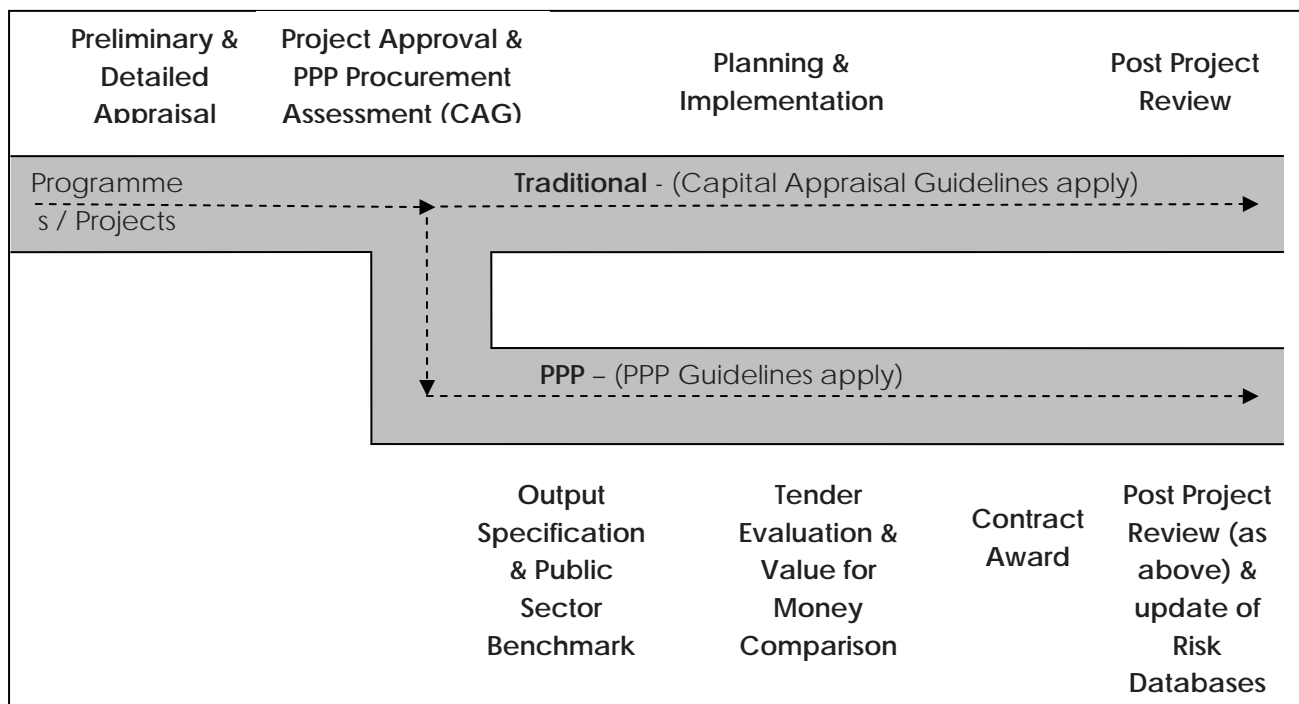 Preliminary &
Detailed
Appraisal
Project Approval &
PPP Procurement
Assessment (CAG)
Planning &
Implementation
Post Project
Review
Programme
s / Projects
Traditional - (Capital Appraisal Guidelines apply)
PPP – (PPP Guidelines apply)
Output
Specification
& Public
Sector
Benchmark
Tender
Evaluation &
Value for
Money
Comparison
Contract
Award
Post Project
Review (as
above) &
update of
Risk
Databases